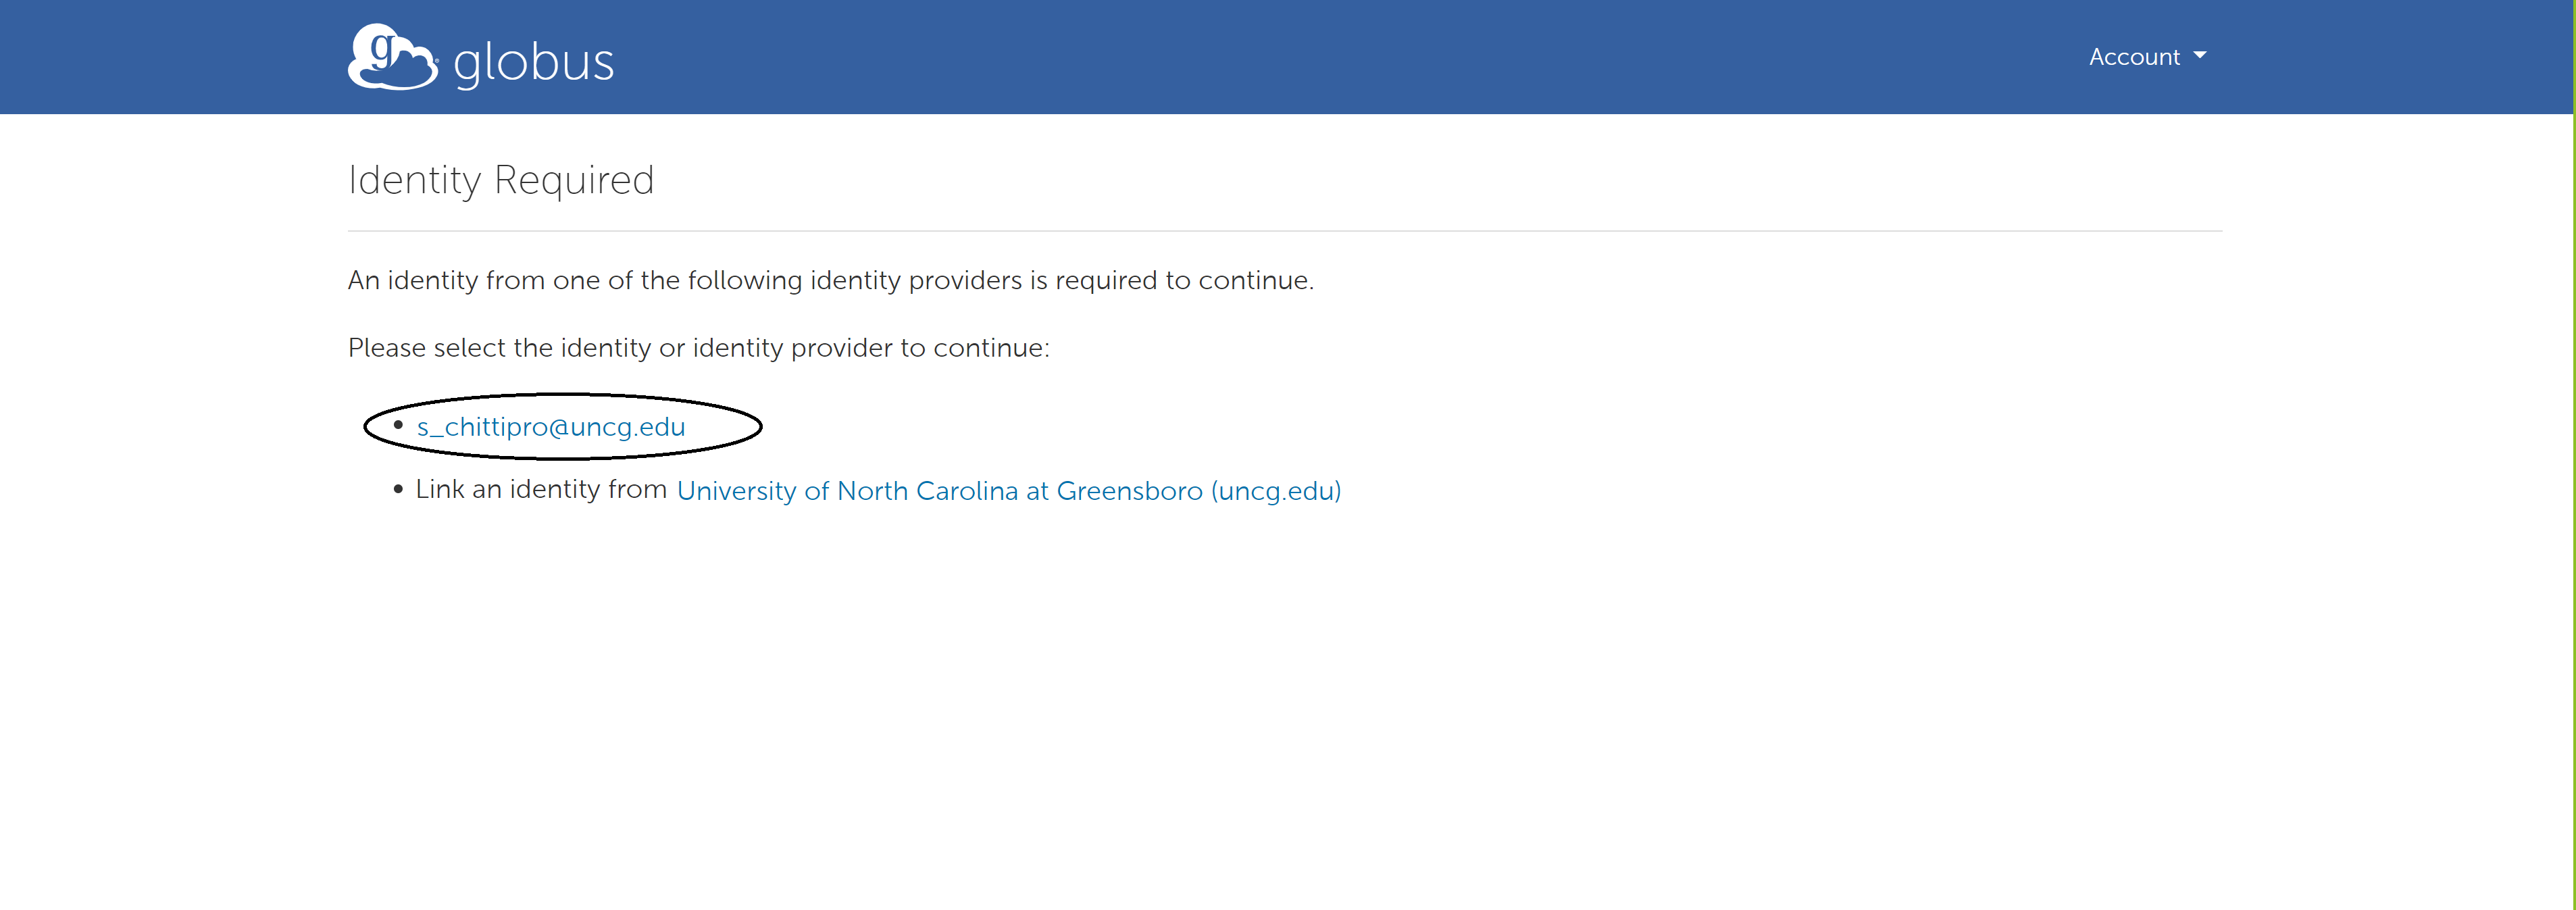 g globus
Account
Identity Required
An identity from one of the following identity providers is required to continue.
Please select the identity or identity provider to continue:
s_chittipro@uncg.edu
Link an identity from University of North Carolina at Greensboro (uncg.edu)